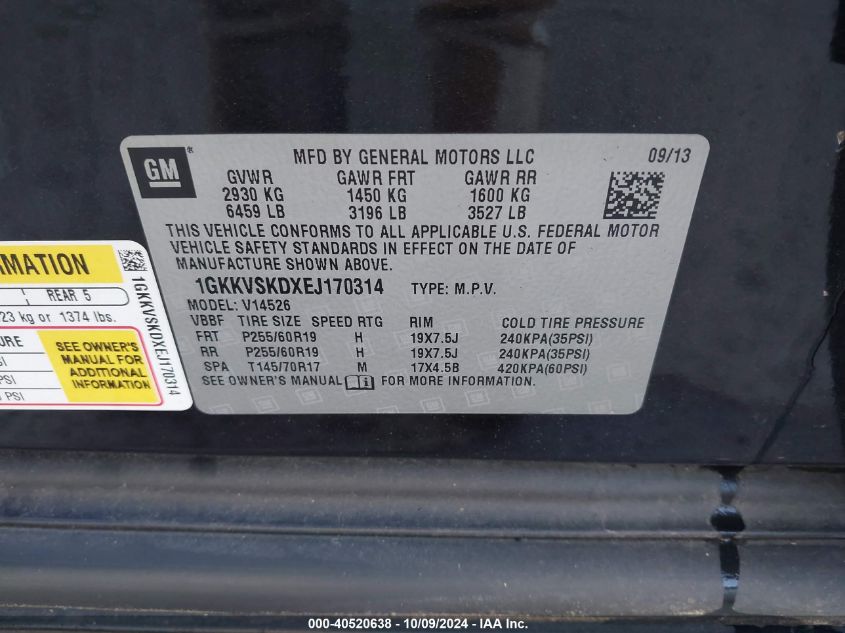 GM
MFD BY GENERAL MOTORS LLC 09/13
GVWR GAWR FRT GAWR RR
2930 KG 1450 KG 1600 KG
6459 LB 3196 LB 3527 LB
THIS VEHICLE CONFORMS TO ALL APPLICABLE U.S. FEDERAL MOTOR
VEHICLE SAFETY STANDARDS IN EFFECT ON THE DATE OF
MANUFACTURE SHOWN ABOVE.
1GKKVSKDXEJ170314 TYPE: M.P.V.
MODEL: V14526
VBBF TIRE SIZE SPEED RTG RIM COLD TIRE PRESSURE
FRT P255/60R19 H 19X7.5J 240KPA(35PSI)
RR P255/60R19 H 19X7.5J 240KPA(35PSI)
SPA T145/70R17 M 17X4.5B 420KPA(60PSI)
SEE OWNER'S MANUAL FOR MORE INFORMATION.
RMATION
REAR 5
23 kg or 1374 lbs.
SEE OWNER'S
MANUAL FOR
ADDITIONAL
INFORMATION
1GKKVSKDXEJ170314
000-40520638 - 10/09/2024 - IAA Inc.